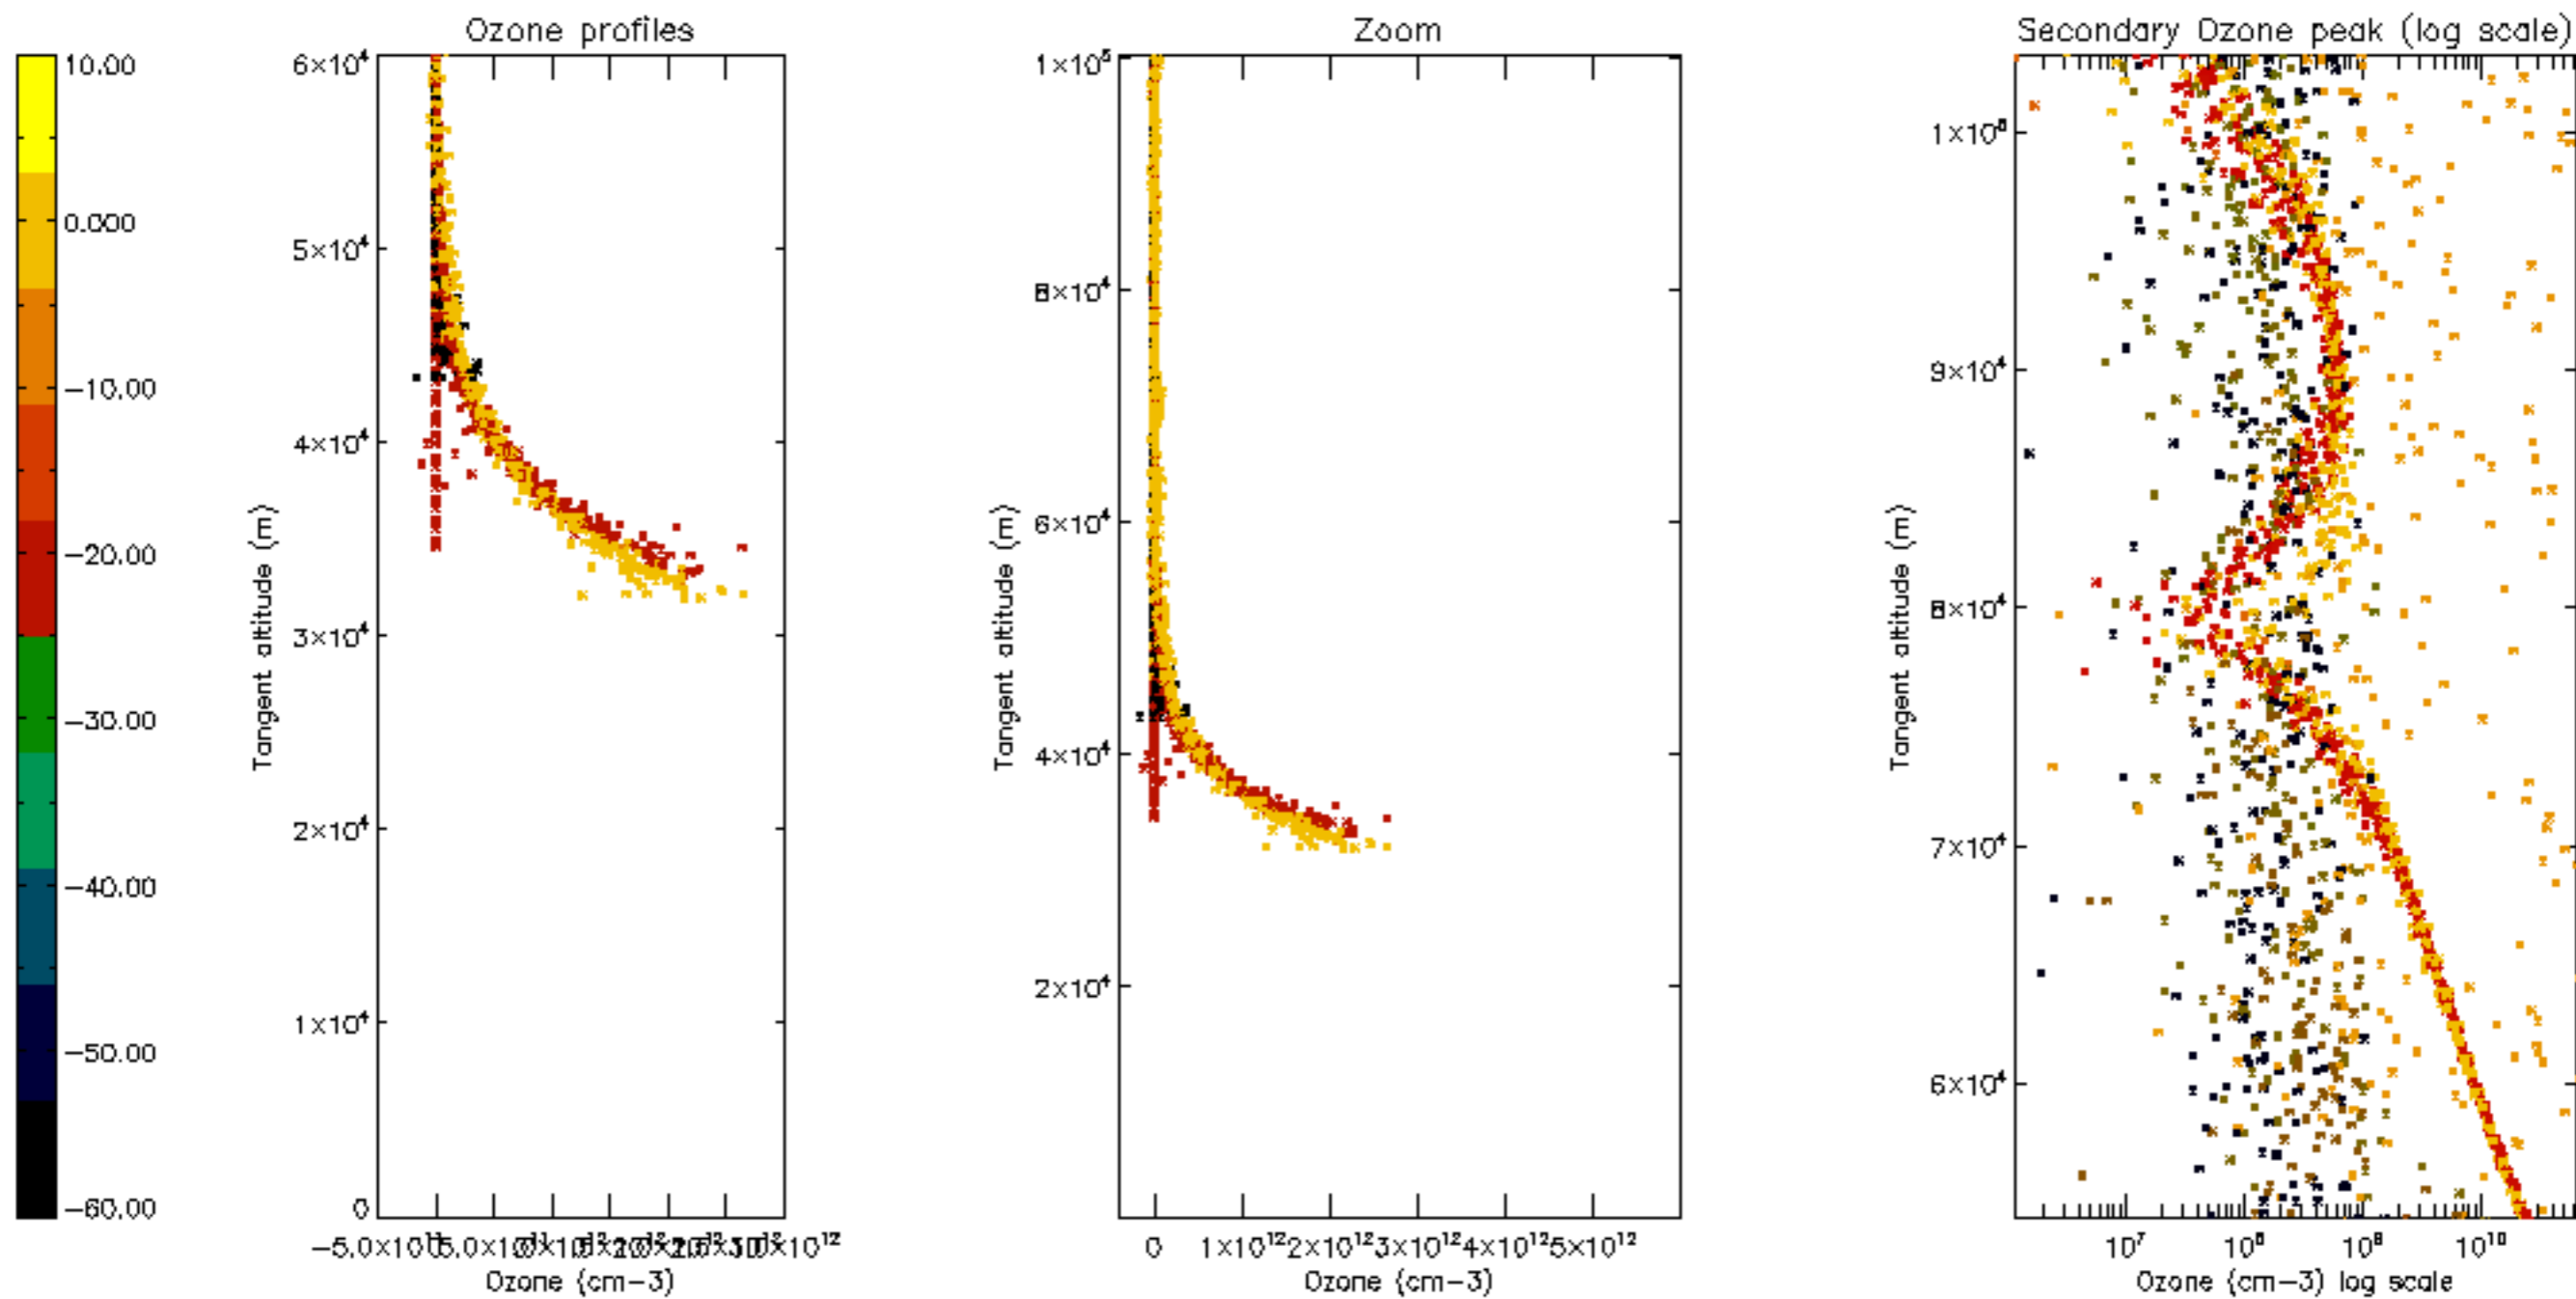 Ozone profiles
Zoom
Secondary Ozone peak (log scale)
10.00
0.000
−10.00
−20.00
−30.00
−40.00
−50.00
−60.00
6×10⁴
5×10⁴
4×10⁴
3×10⁴
2×10⁴
1×10⁴
0
Tangent altitude (m)
−5.0×10¹¹
Ozone (cm−3)
1×10⁵
8×10⁴
6×10⁴
4×10⁴
2×10⁴
Tangent altitude (m)
0 1×10¹² 2×10¹² 3×10¹² 4×10¹² 5×10¹²
Ozone (cm−3)
9×10⁴
8×10⁴
7×10⁴
6×10⁴
Tangent altitude (m)
10⁷ 10⁸ 10⁹ 10¹⁰
Ozone (cm−3) log scale